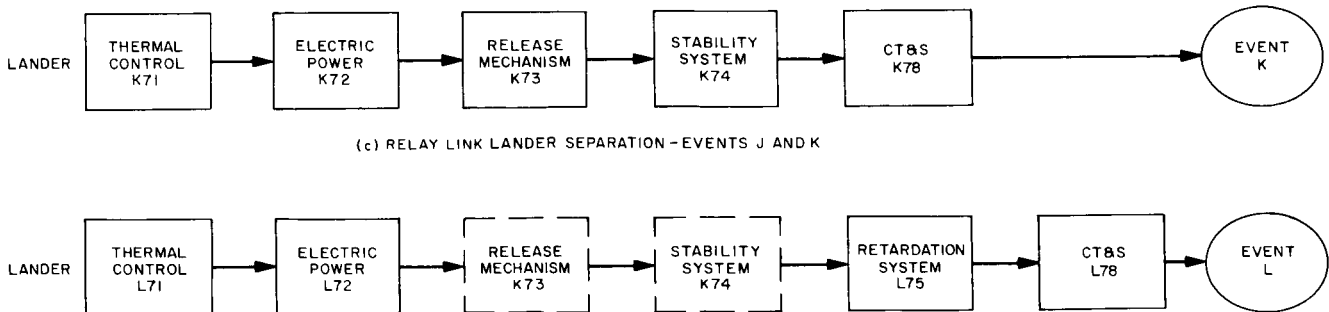 LANDER
THERMAL
CONTROL
K71
ELECTRIC
POWER
K72
RELEASE
MECHANISM
K73
STABILITY
SYSTEM
K74
CT&S
K78
EVENT
K
(c) RELAY LINK LANDER SEPARATION - EVENTS J AND K
LANDER
THERMAL
CONTROL
L71
ELECTRIC
POWER
L72
RELEASE
MECHANISM
K73
STABILITY
SYSTEM
K74
RETARDATION
SYSTEM
L75
CT&S
L78
EVENT
L